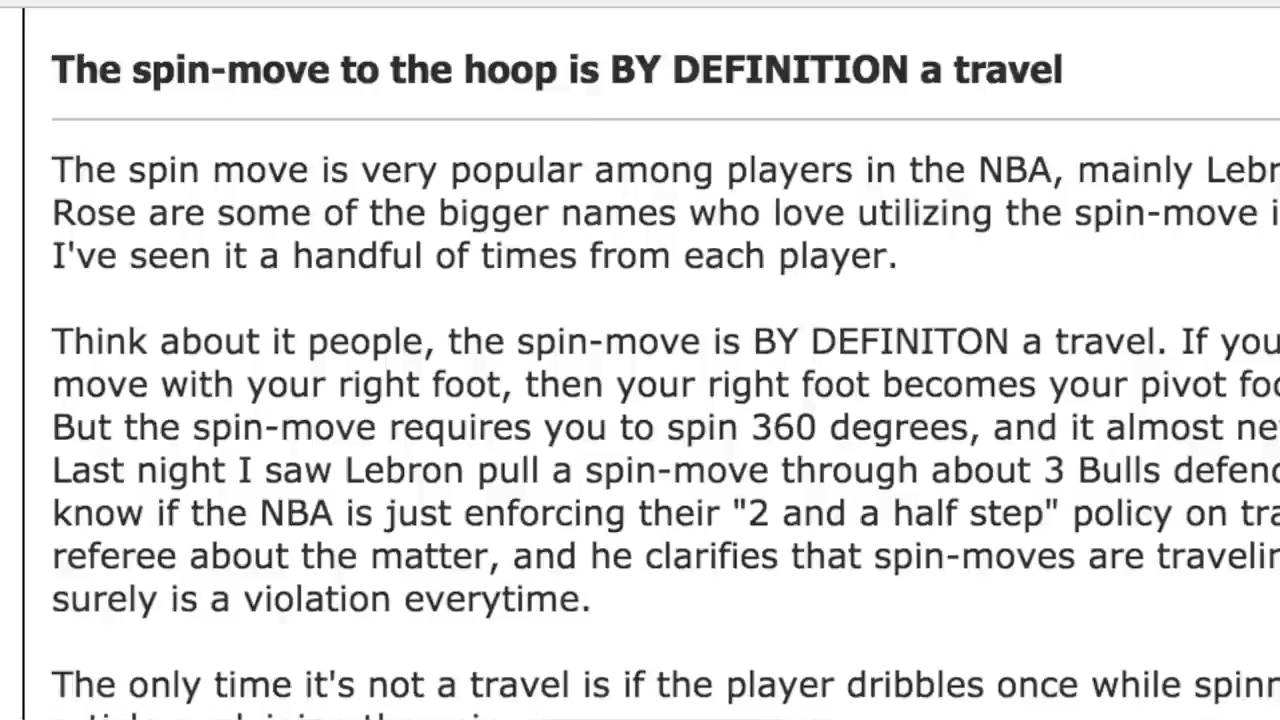 The spin-move to the hoop is BY DEFINITION a travel
The spin move is very popular among players in the NBA, mainly Lebr
Rose are some of the bigger names who love utilizing the spin-move i
I've seen it a handful of times from each player.
Think about it people, the spin-move is BY DEFINITON a travel. If you
move with your right foot, then your right foot becomes your pivot foo
But the spin-move requires you to spin 360 degrees, and it almost ne
Last night I saw Lebron pull a spin-move through about 3 Bulls defend
know if the NBA is just enforcing their "2 and a half step" policy on tra
referee about the matter, and he clarifies that spin-moves are travelin
surely is a violation everytime.
The only time it's not a travel is if the player dribbles once while spinn